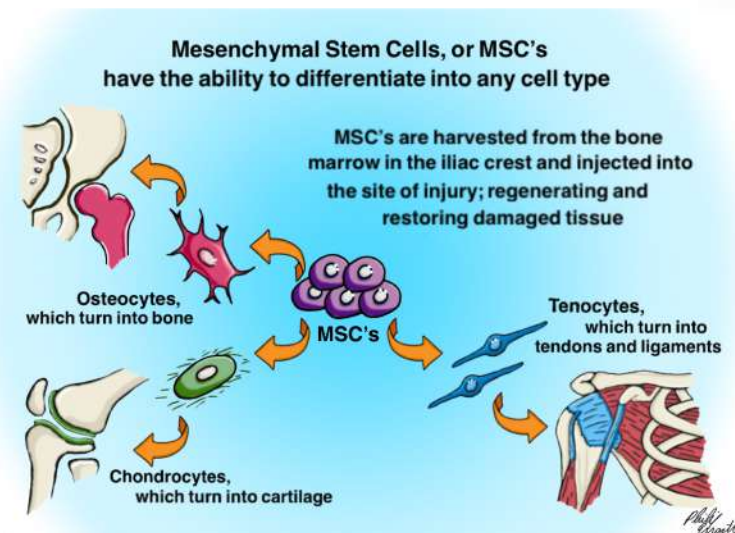 Mesenchymal Stem Cells, or MSC's
have the ability to differentiate into any cell type
MSC's are harvested from the bone
marrow in the iliac crest and injected into
the site of injury; regenerating and
restoring damaged tissue
Osteocytes,
which turn into bone
MSC's
Tenocytes,
which turn into
tendons and ligaments
Chondrocytes,
which turn into cartilage